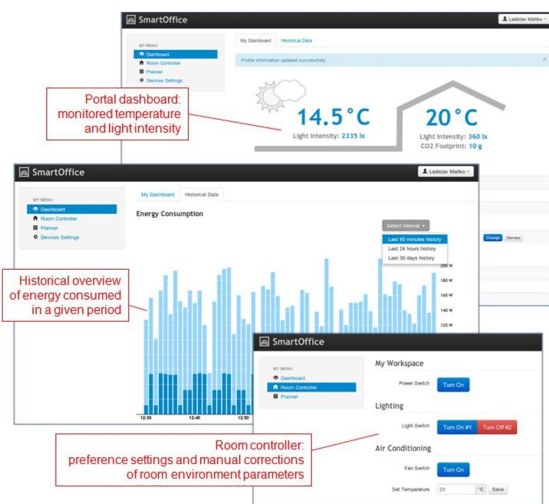 SmartOffice
Ladislav Mariko
My Dashboard Historical Data
MY MENU
Dashboard
Room Controller
Planner
Devices Settings
Profile information updated successfully.
×
14.5°C
Light Intensity: 2335 lx
20°C
Light Intensity: 360 lx
CO2 Footprint: 10 g
Change Dismiss
Portal dashboard:
monitored temperature
and light intensity
SmartOffice
Ladislav Mariko
MY MENU
Dashboard
Room Controller
Planner
Devices Settings
My Dashboard Historical Data
Energy Consumption
Select Interval
Last 60 minutes history
Last 24 hours history
Last 30 days history
200 W
180 W
160 W
140 W
120 W
12:30 12:40 12:50
Historical overview
of energy consumed
in a given period
SmartOffice
MY MENU
Dashboard
Room Controller
Planner
My Workspace
Power Switch Turn On
Lighting
Light Switch Turn On #1 Turn Off #2
Air Conditioning
Fan Switch Turn On
Set Temperature 23 °C Save
Room controller:
preference settings and manual corrections
of room environment parameters